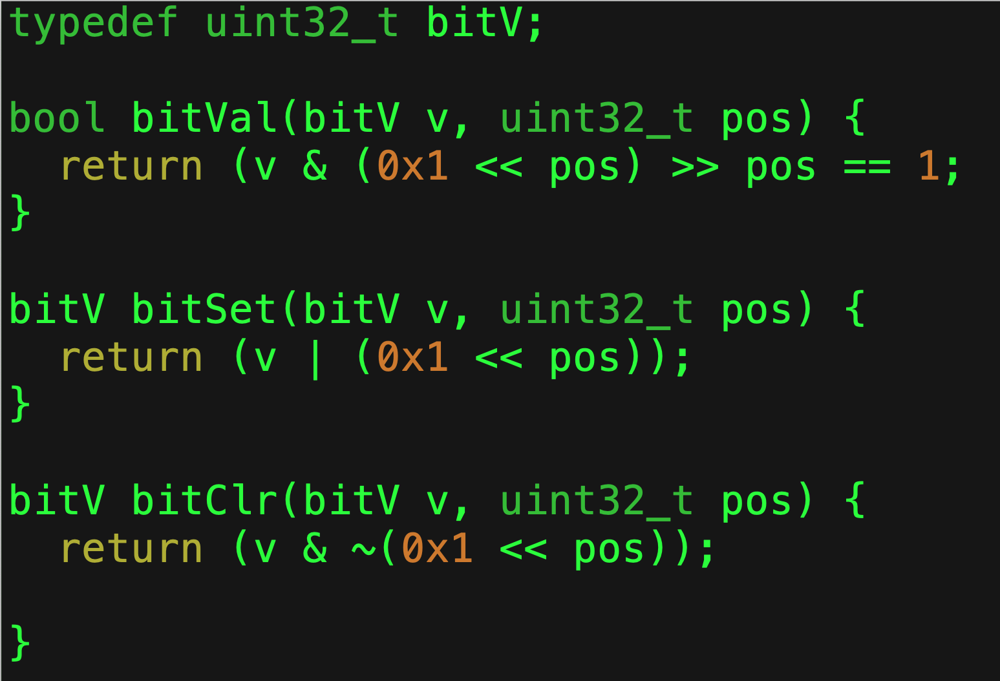 typedef uint32_t bitV;
bool bitVal(bitV v, uint32_t pos) {
return (v & (0x1 << pos) >> pos == 1;
}
bitV bitSet(bitV v, uint32_t pos) {
return (v | (0x1 << pos));
}
bitV bitClr(bitV v, uint32_t pos) {
return (v & ~(0x1 << pos));
}